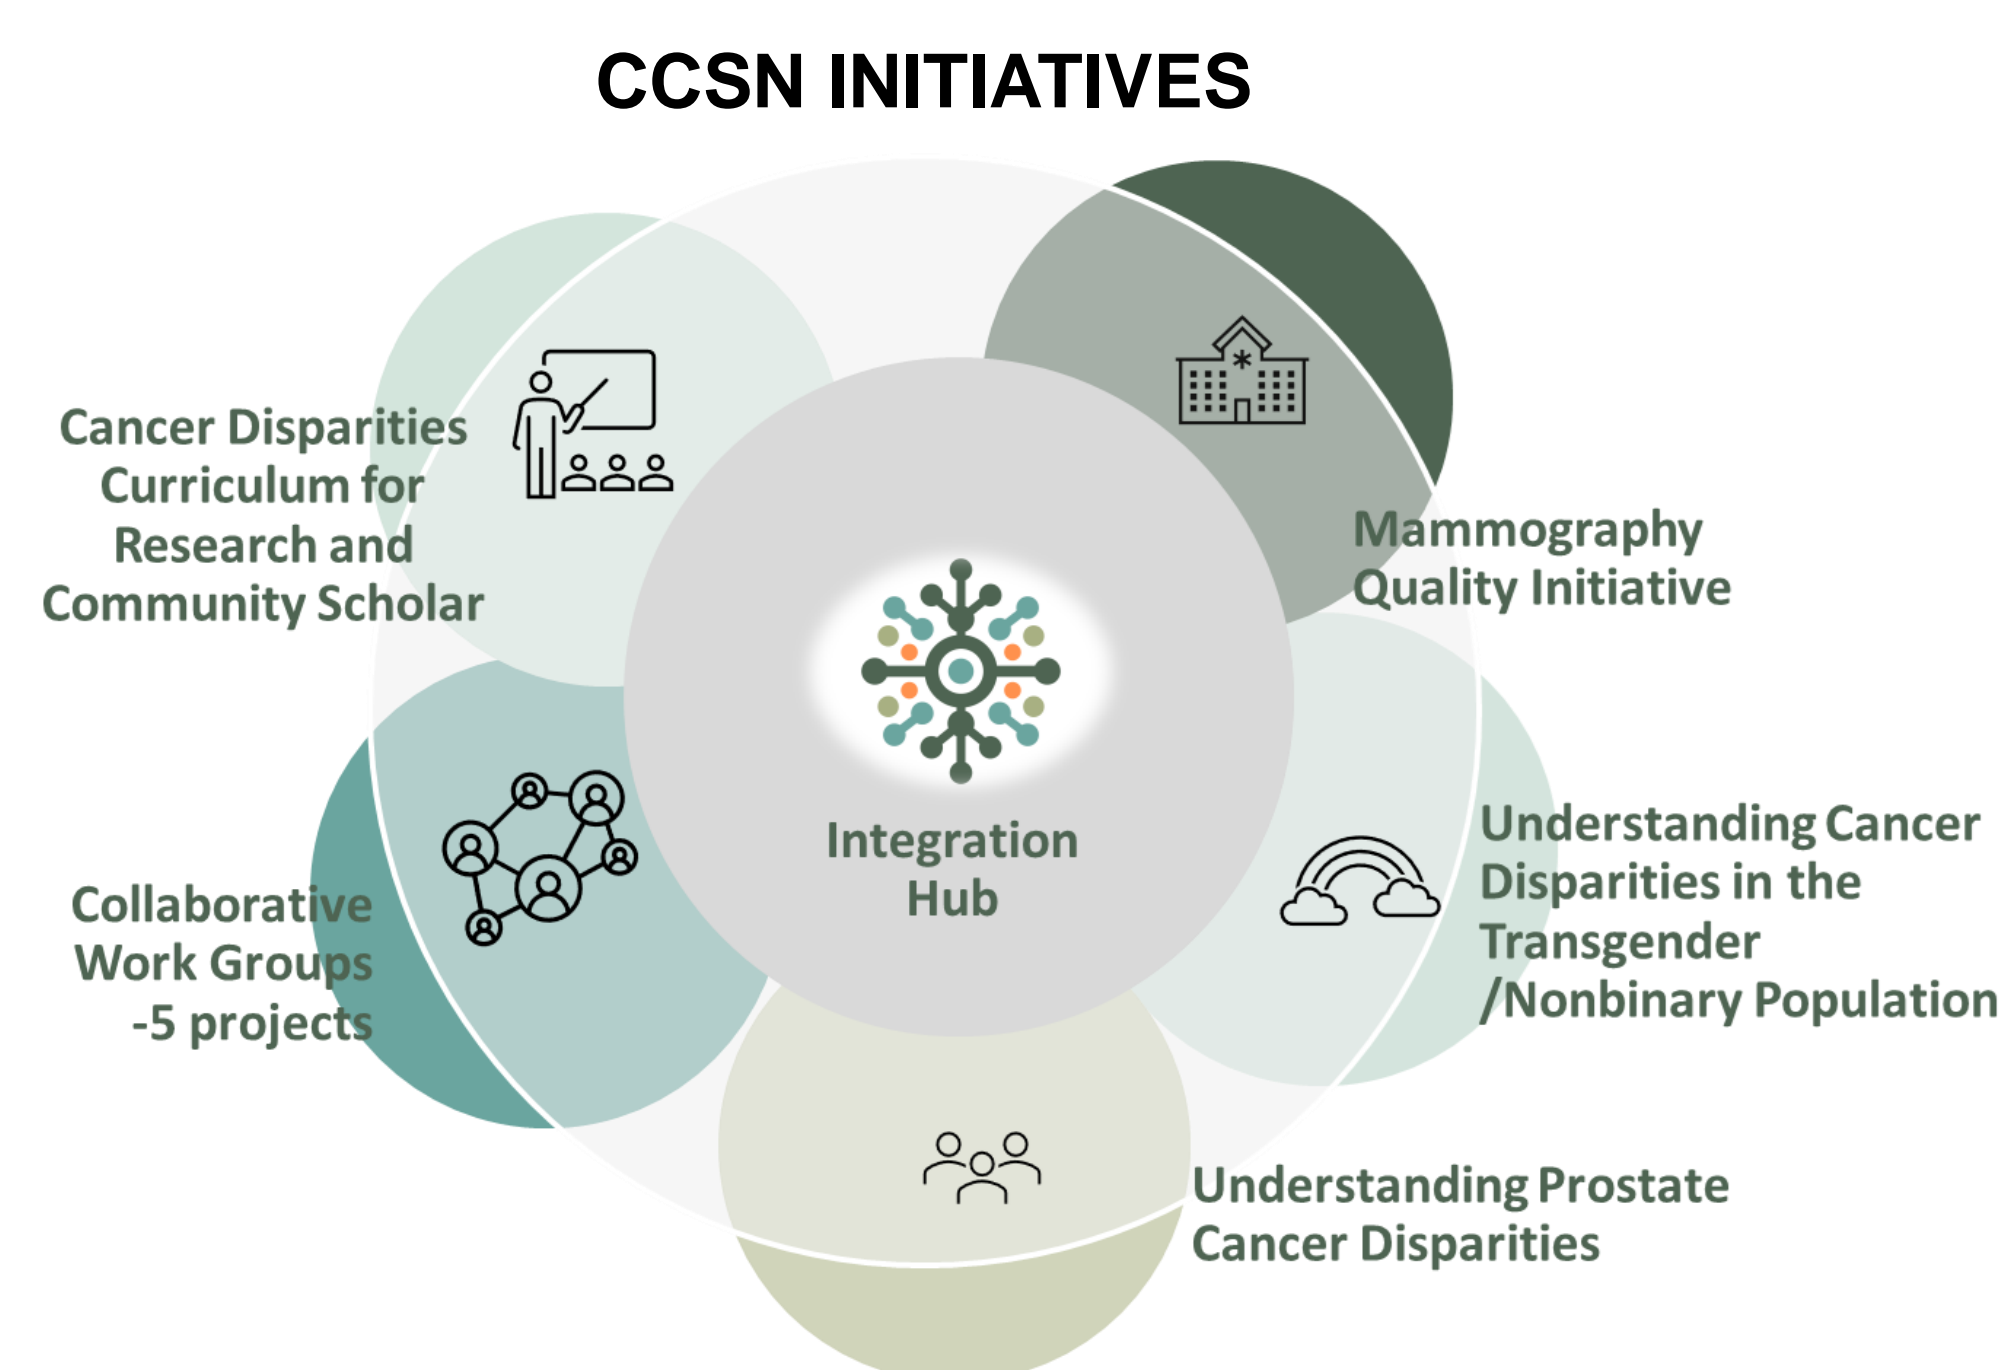 CCSN INITIATIVES
Cancer Disparities
Curriculum for
Research and
Community Scholar
Mammography
Quality Initiative
Integration
Hub
Understanding Cancer
Disparities in the
Transgender
/Nonbinary Population
Collaborative
Work Groups
-5 projects
Understanding Prostate
Cancer Disparities